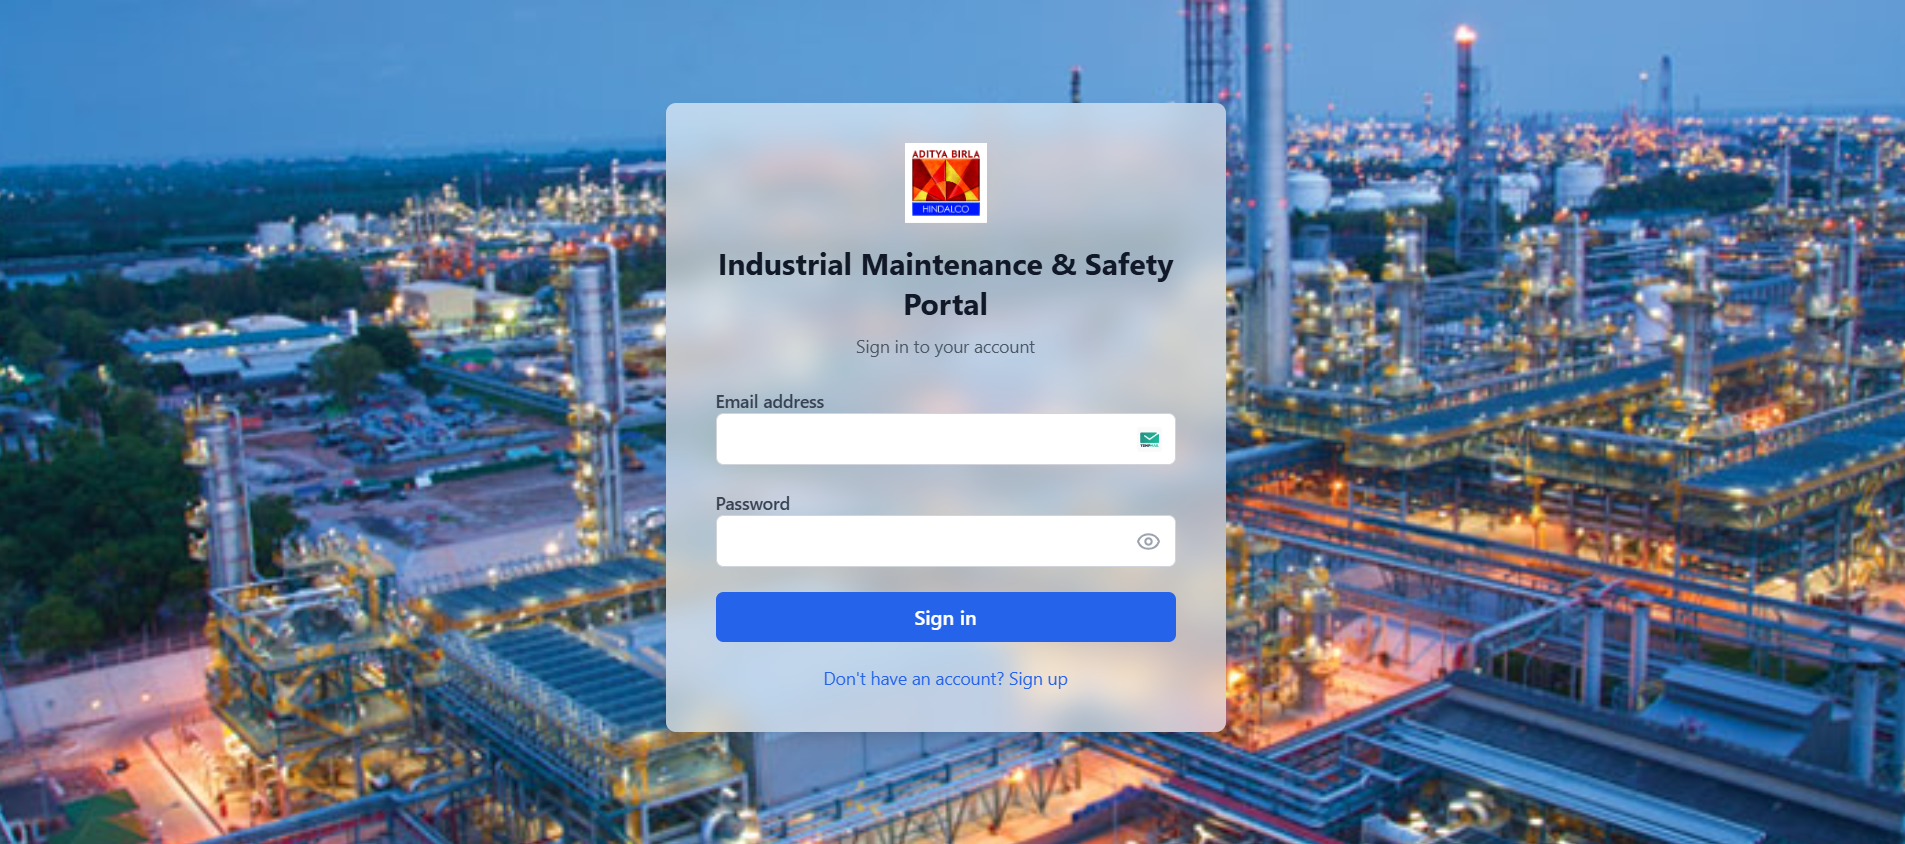 ADITYA BIRLA
HINDALCO
Industrial Maintenance & Safety
Portal
Sign in to your account
Email address
Password
Sign in
Don't have an account? Sign up